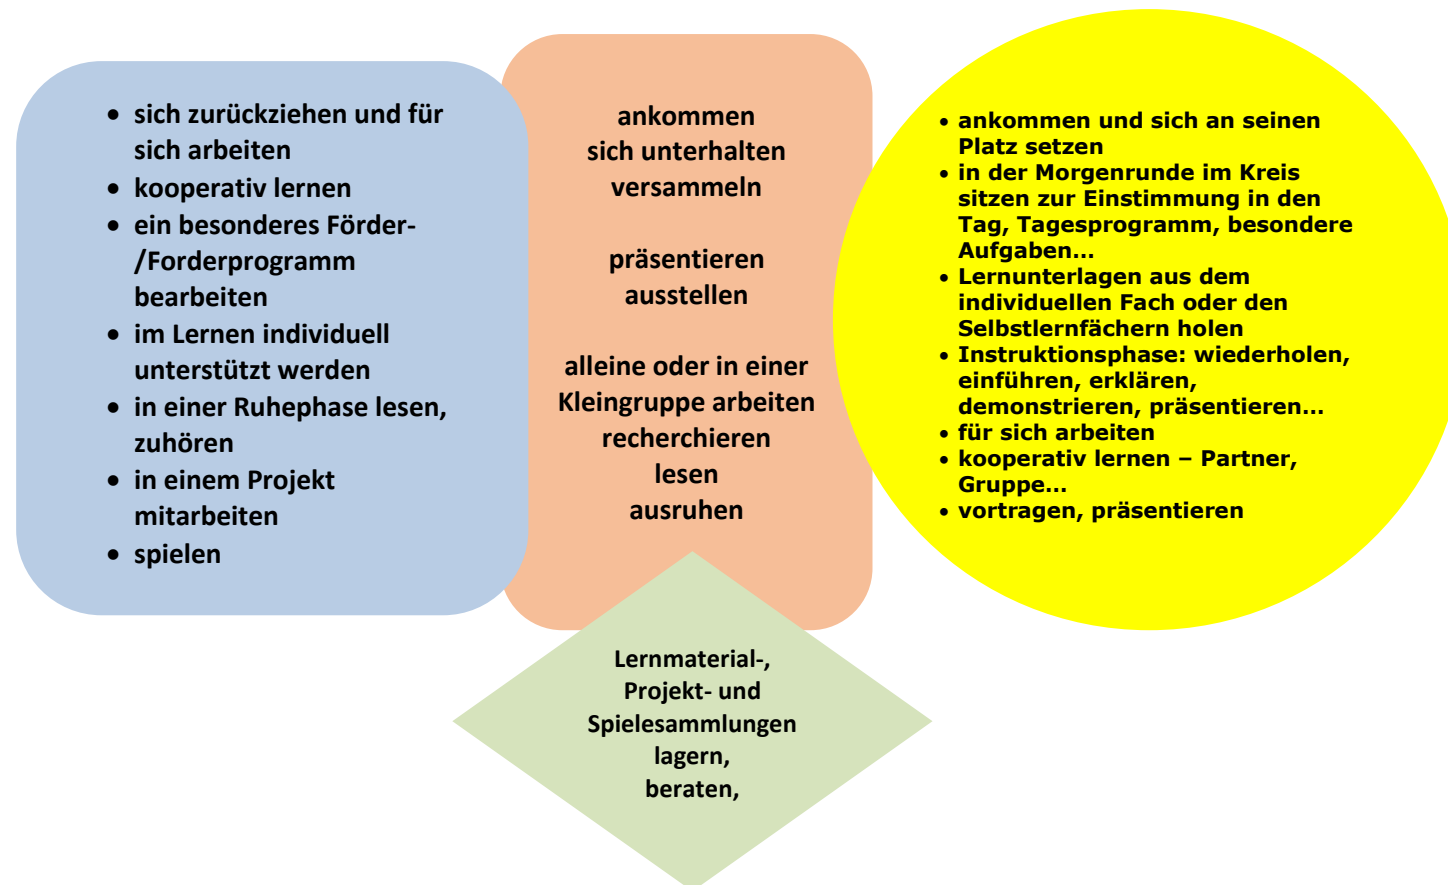 • sich zurückziehen und für
sich arbeiten
• kooperativ lernen
• ein besonderes Förder-
/Forderprogramm
bearbeiten
• im Lernen individuell
unterstützt werden
• in einer Ruhephase lesen,
zuhören
• in einem Projekt
mitarbeiten
• spielen
ankommen
sich unterhalten
versammeln
präsentieren
ausstellen
alleine oder in einer
Kleingruppe arbeiten
recherchieren
lesen
ausruhen
• ankommen und sich an seinen
Platz setzen
• in der Morgenrunde im Kreis
sitzen zur Einstimmung in den
Tag, Tagesprogramm, besondere
Aufgaben…
• Lernunterlagen aus dem
individuellen Fach oder den
Selbstlernfächern holen
• Instruktionsphase: wiederholen,
einführen, erklären,
demonstrieren, präsentieren…
• für sich arbeiten
• kooperativ lernen – Partner,
Gruppe…
• vortragen, präsentieren
Lernmaterial-,
Projekt- und
Spielesammlungen
lagern,
beraten,